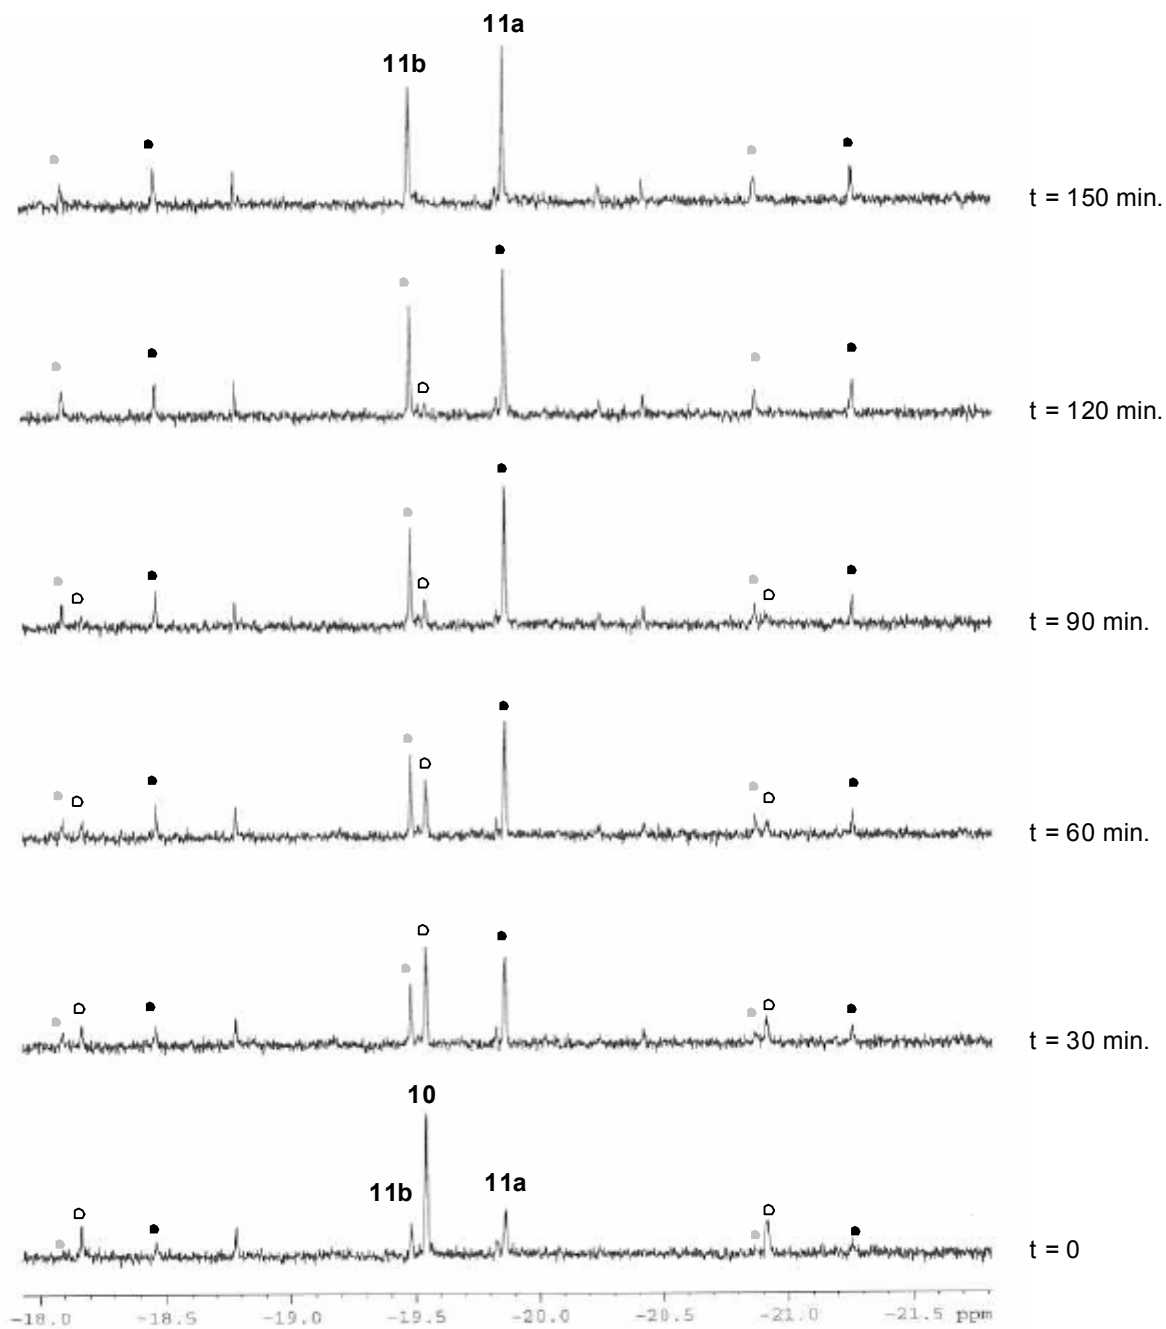 11a
11b
t = 150 min.
t = 120 min.
t = 90 min.
t = 60 min.
t = 30 min.
10
11b
11a
t = 0
-18.0 -18.5 -19.0 -19.5 -20.0 -20.5 -21.0 -21.5 ppm